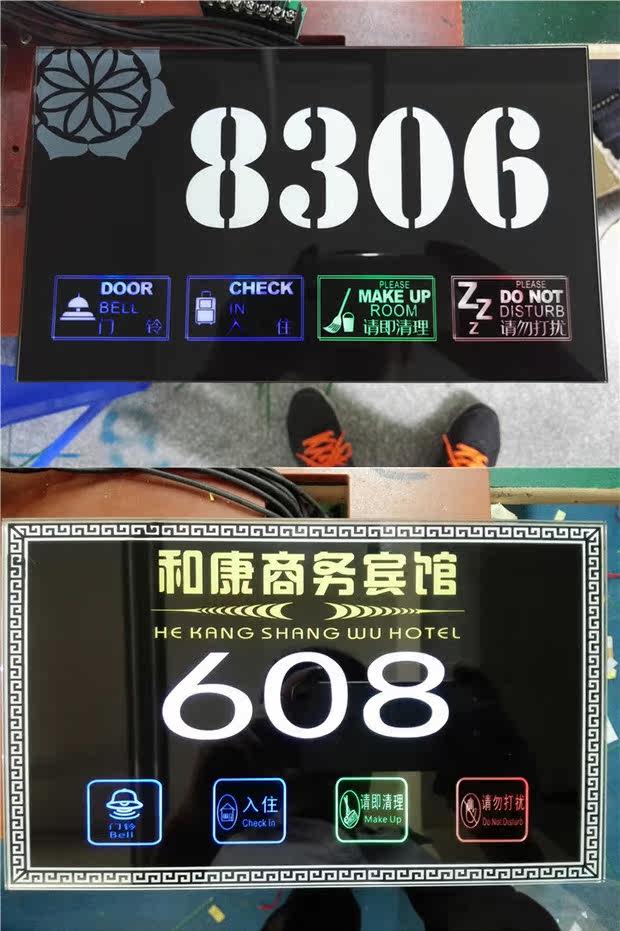 8306
DOOR
BELL
门 铃
CHECK
IN
入 住
PLEASE
MAKE UP
ROOM
请即清理
ZZZ
PLEASE
DO NOT
DISTURB
请勿打扰
和康商务宾馆
HE KANG SHANG WU HOTEL
608
门铃
Bell
入住
Check in
请即清理
Make Up
请勿打扰
Do Not Disturb